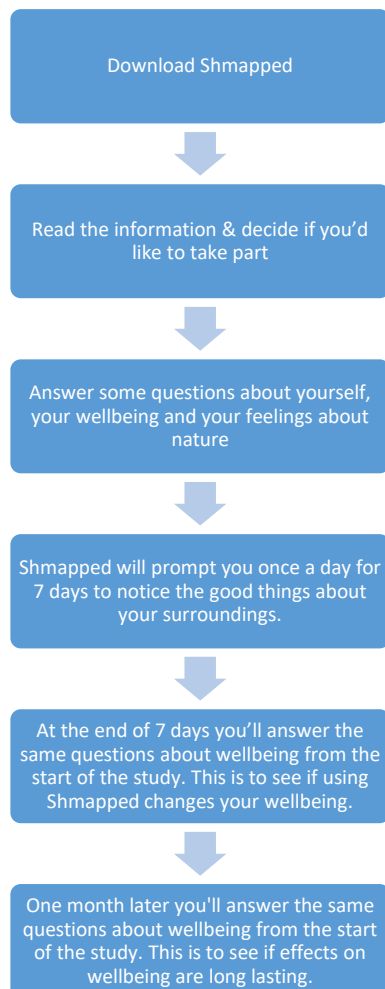 Download Shmapped
Read the information & decide if you’d
like to take part
Answer some questions about yourself,
your wellbeing and your feelings about
nature
Shmapped will prompt you once a day for
7 days to notice the good things about
your surroundings.
At the end of 7 days you’ll answer the
same questions about wellbeing from the
start of the study. This is to see if using
Shmapped changes your wellbeing.
One month later you'll answer the same
questions about wellbeing from the start
of the study. This is to see if effects on
wellbeing are long lasting.